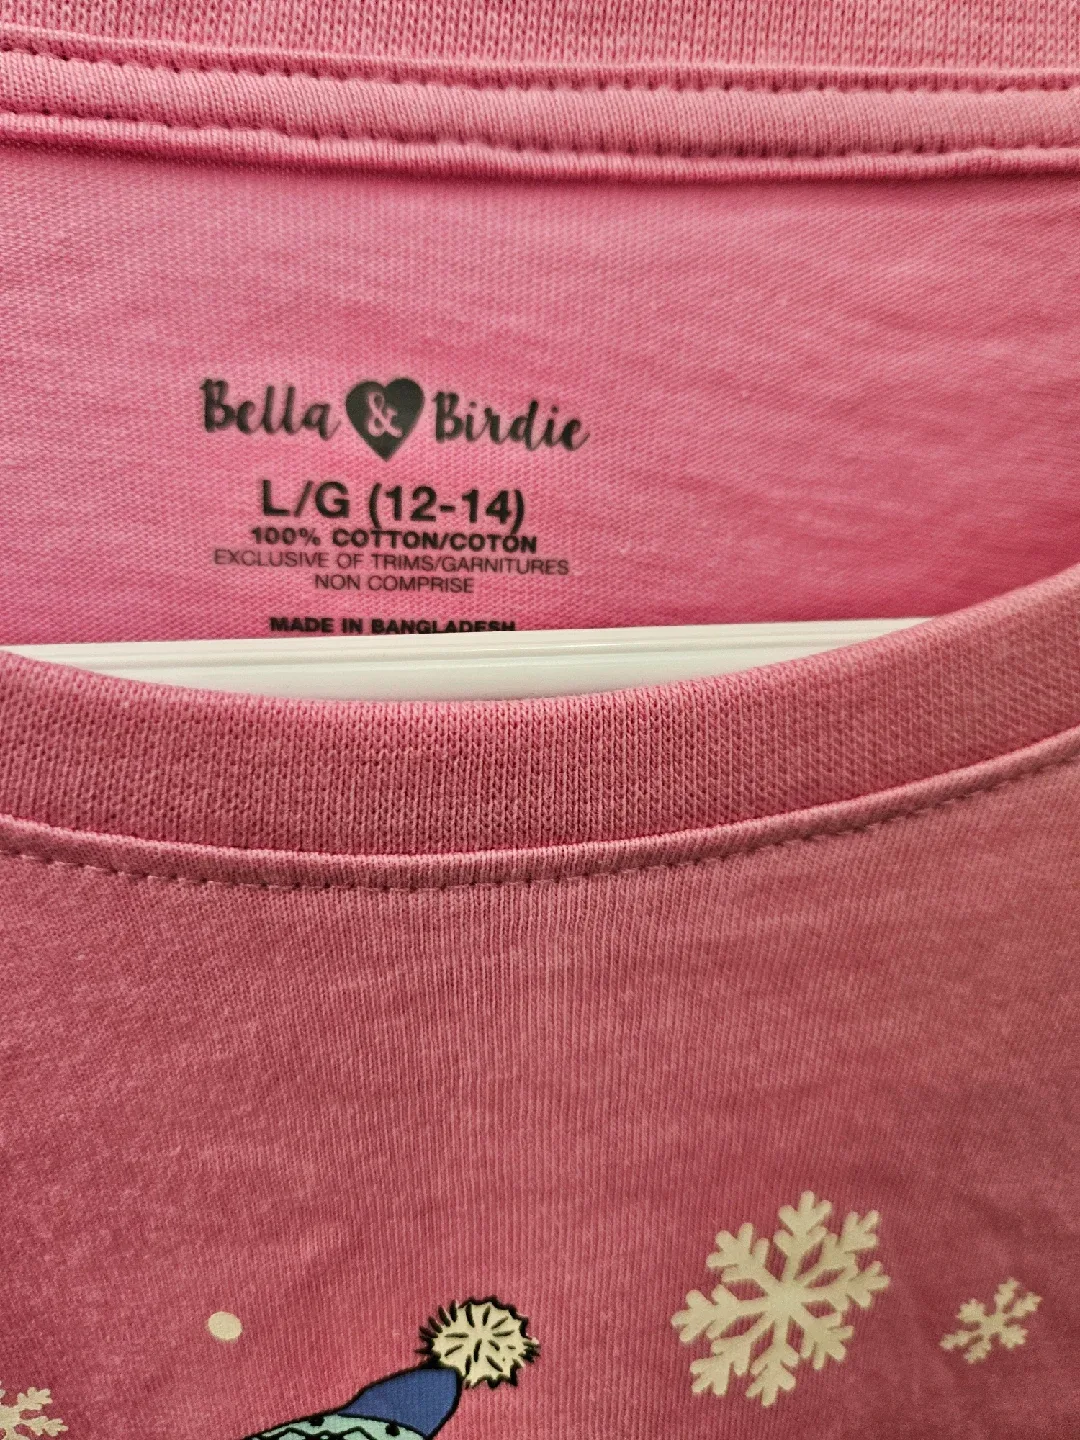 Bella & Birdie
L/G (12-14)
100% COTTON/COTON
EXCLUSIVE OF TRIMS/GARNITURES
NON COMPRISE
MADE IN BANGLADESH